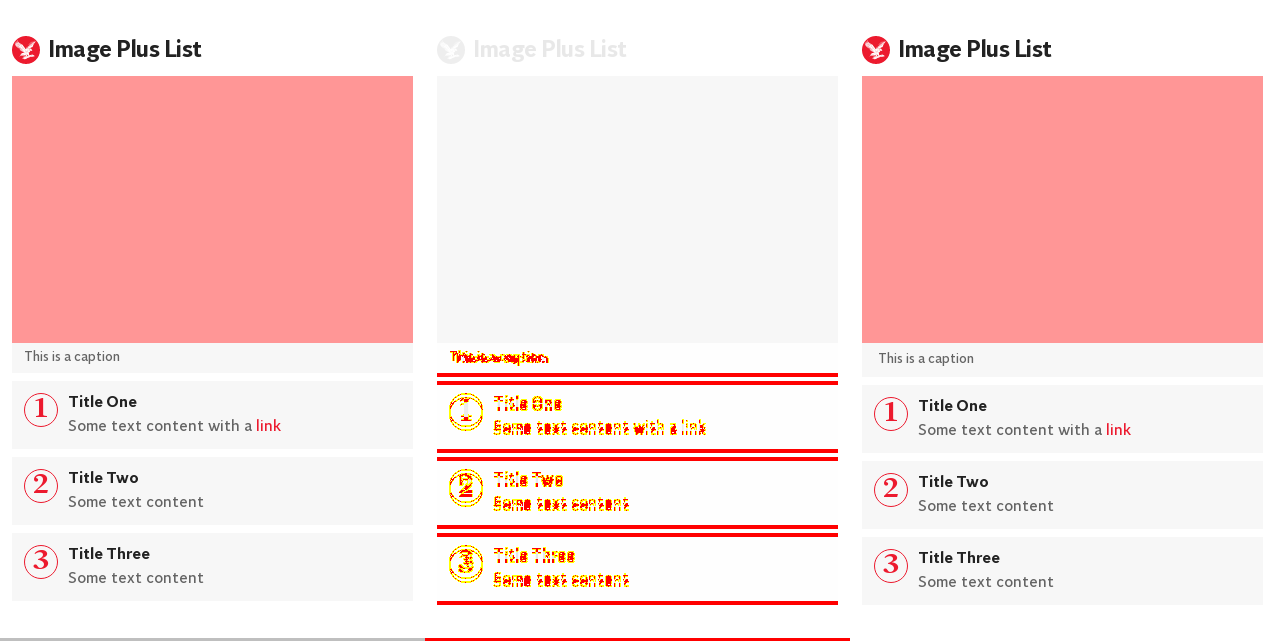 Image Plus List
This is a caption
1
Title One
Some text content with a link
2
Title Two
Some text content
3
Title Three
Some text content
Image Plus List
This is a caption
1
Title One
Some text content with a link
2
Title Two
Some text content
3
Title Three
Some text content
Image Plus List
This is a caption
1
Title One
Some text content with a link
2
Title Two
Some text content
3
Title Three
Some text content